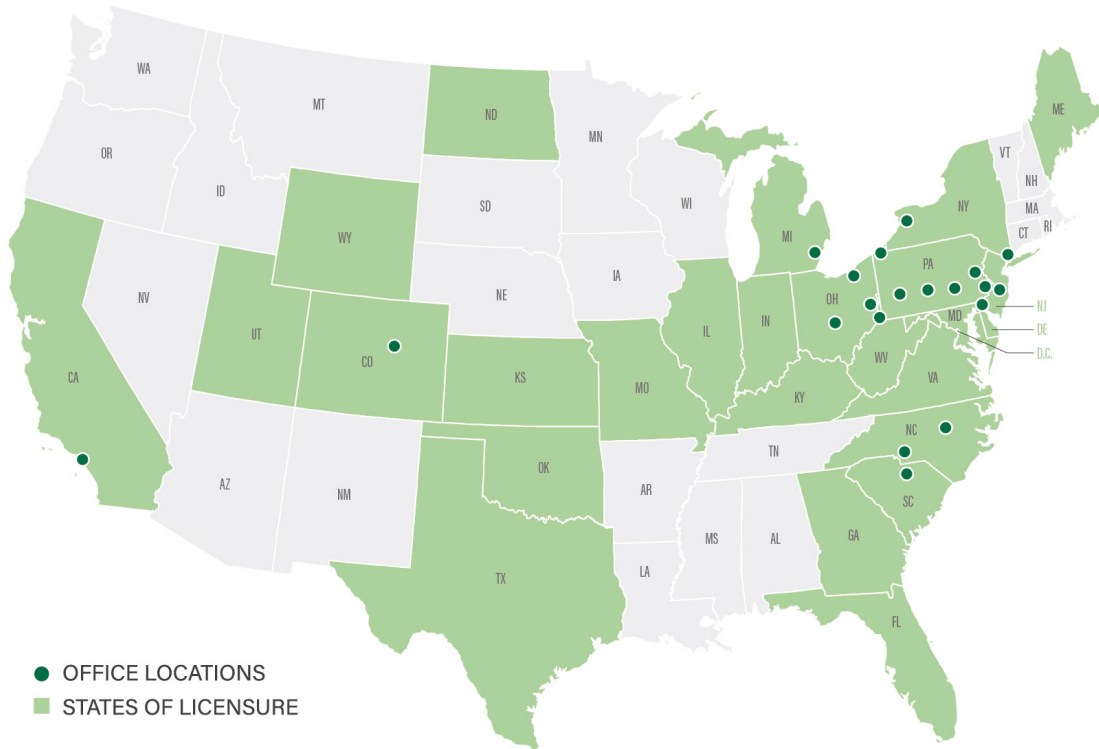 WA
MT
ND
MN
ME
OR
ID
SD
WI
MI
VT
NH
NY
MA
CT
RI
WY
IA
PA
NV
NE
OH
NJ
UT
IL
IN
MD
DE
CO
WV
D.C.
CA
KS
MO
KY
VA
NC
TN
AZ
NM
OK
AR
SC
MS
AL
GA
TX
LA
FL
OFFICE LOCATIONS
STATES OF LICENSURE